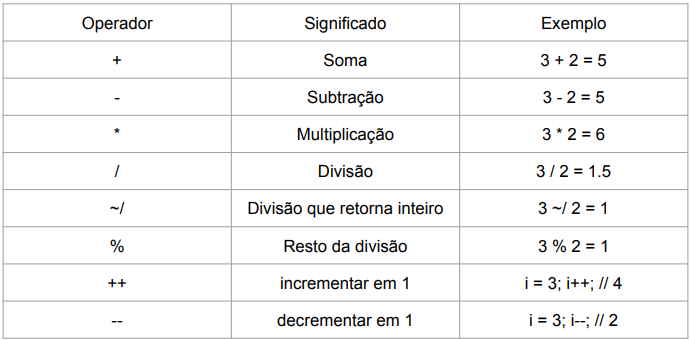 Operador Significado Exemplo
+ Soma 3 + 2 = 5
- Subtração 3 - 2 = 5
* Multiplicação 3 * 2 = 6
/ Divisão 3 / 2 = 1.5
~/ Divisão que retorna inteiro 3 ~/ 2 = 1
% Resto da divisão 3 % 2 = 1
++ incrementar em 1 i = 3; i++; // 4
-- decrementar em 1 i = 3; i--; // 2